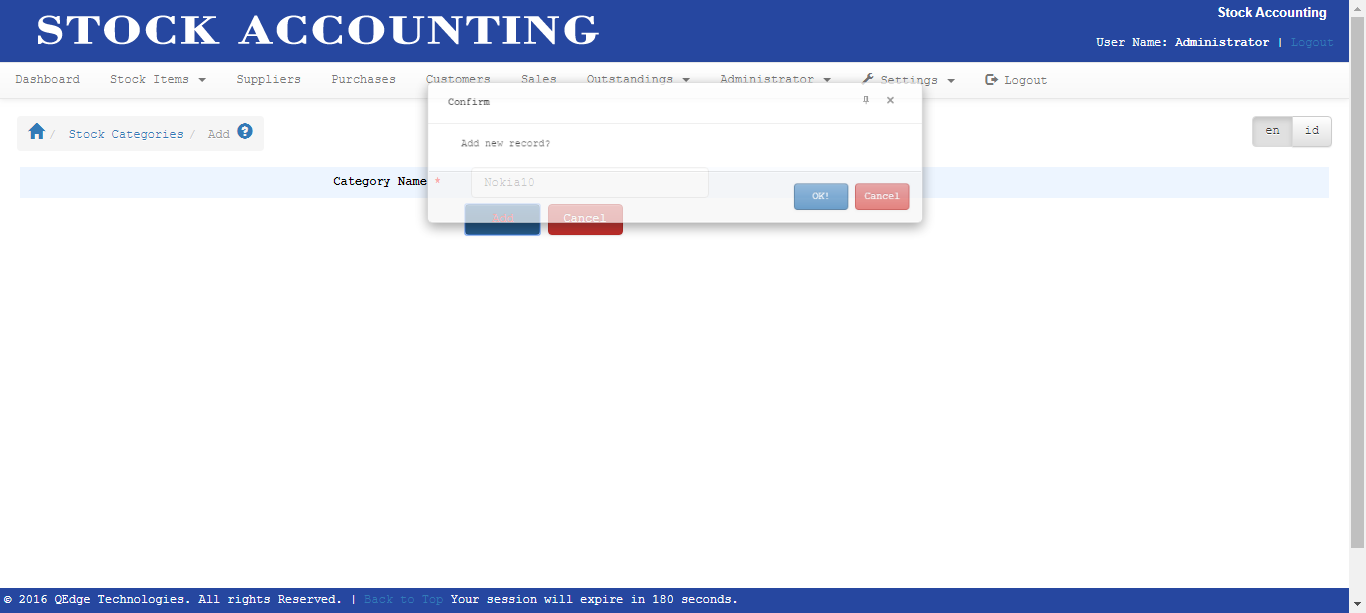 STOCK ACCOUNTING
Stock Accounting
User Name: Administrator | Logout
Dashboard Stock Items Suppliers Purchases Customers Sales Outstandings Administrator Settings Logout
Confirm
Stock Categories / Add
en id
Add new record?
Category Name * Nokia10
OK! Cancel
Add Cancel
© 2016 QEdge Technologies. All rights Reserved. | Back to Top Your session will expire in 180 seconds.